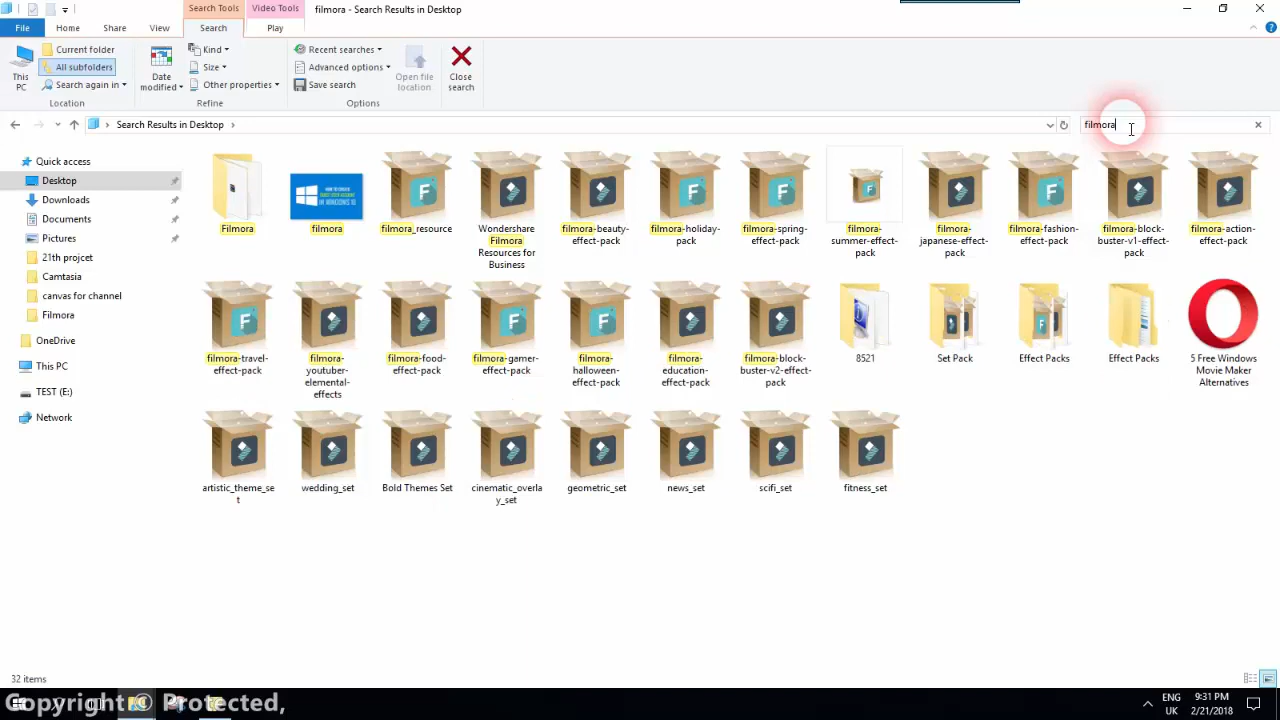 Search Tools
Video Tools
filmora - Search Results in Desktop
File
Home
Share
View
Search
Play
This
PC
Current folder
All subfolders
Search again in
Location
Date
modified
Kind
Size
Other properties
Refine
Recent searches
Advanced options
Save search
Options
Open file
location
Close
search
Search Results in Desktop
filmora
Quick access
Desktop
Downloads
Documents
Pictures
21th projcet
Camtasia
canvas for channel
Filmora
OneDrive
This PC
TEST (E:)
Network
Filmora
filmora
filmora_resource
Wondershare
Filmora
Resources for
Business
filmora-beauty-
effect-pack
filmora-holiday-
pack
filmora-spring-
effect-pack
filmora-
summer-effect-
pack
filmora-
japanese-effect-
pack
filmora-fashion-
effect-pack
filmora-block-
buster-v1-effect-
pack
filmora-action-
effect-pack
filmora-travel-
effect-pack
filmora-
youtuber-
elemental-
effects
filmora-food-
effect-pack
filmora-gamer-
effect-pack
filmora-
halloween-
effect-pack
filmora-
education-
effect-pack
filmora-block-
buster-v2-effect-
pack
8521
Set Pack
Effect Packs
Effect Packs
5 Free Windows
Movie Maker
Alternatives
artistic_theme_se
t
wedding_set
Bold Themes Set
cinematic_overla
y_set
geometric_set
news_set
scifi_set
fitness_set
32 items
Copyright © Protected,
ENG
UK
9:31 PM
2/21/2018